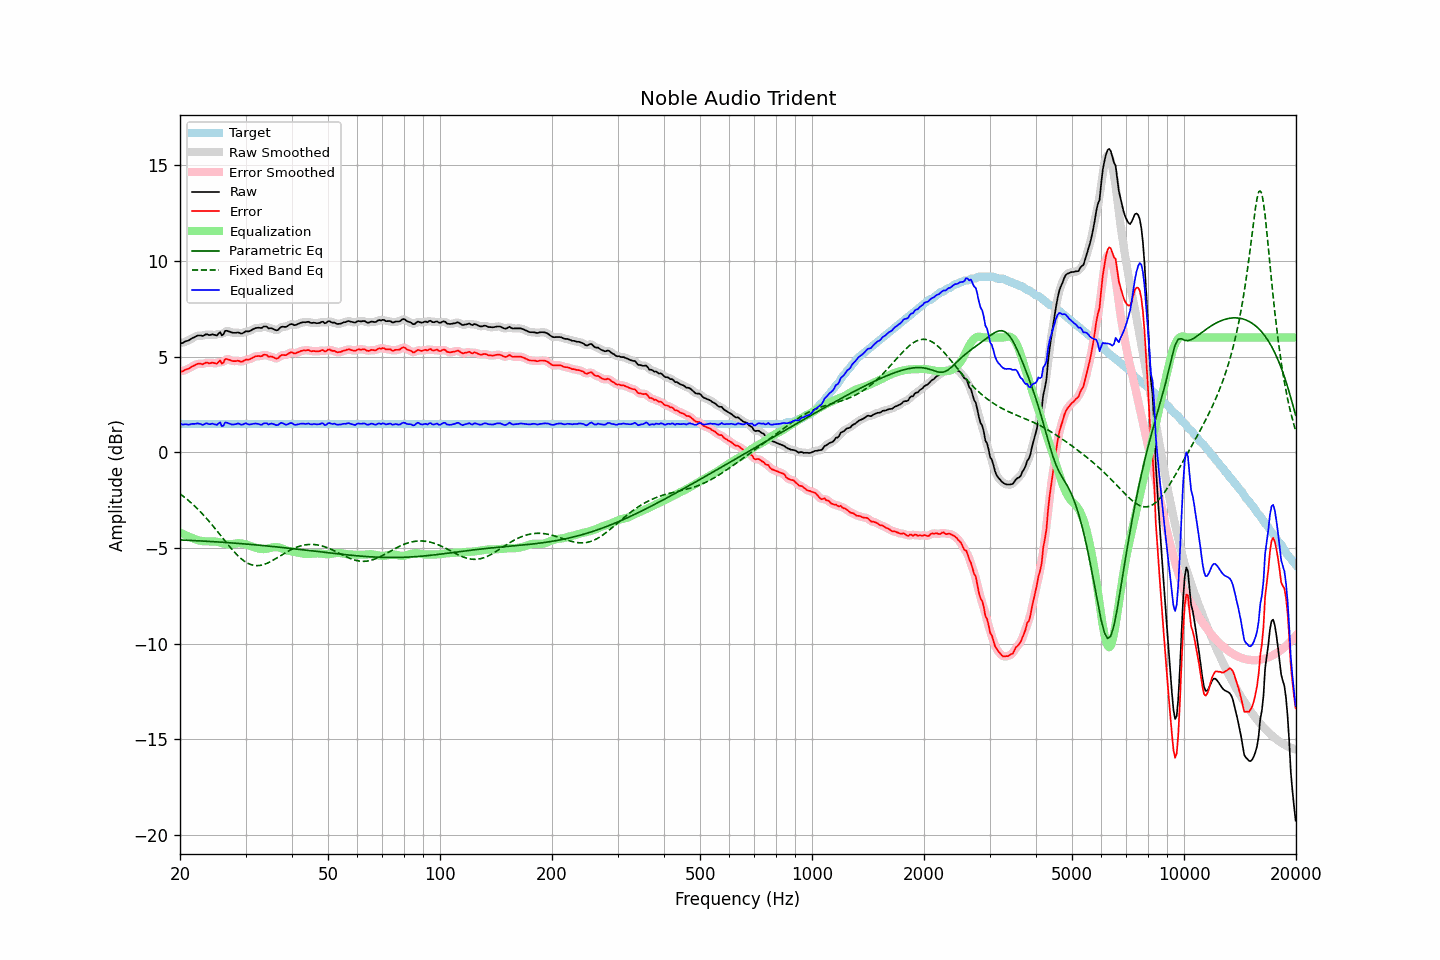 Noble Audio Trident
Target
Raw Smoothed
Error Smoothed
Raw
Error
Equalization
Parametric Eq
Fixed Band Eq
Equalized
15
10
5
0
−5
−10
−15
−20
Amplitude (dBr)
20 50 100 200 500 1000 2000 5000 10000 20000
Frequency (Hz)